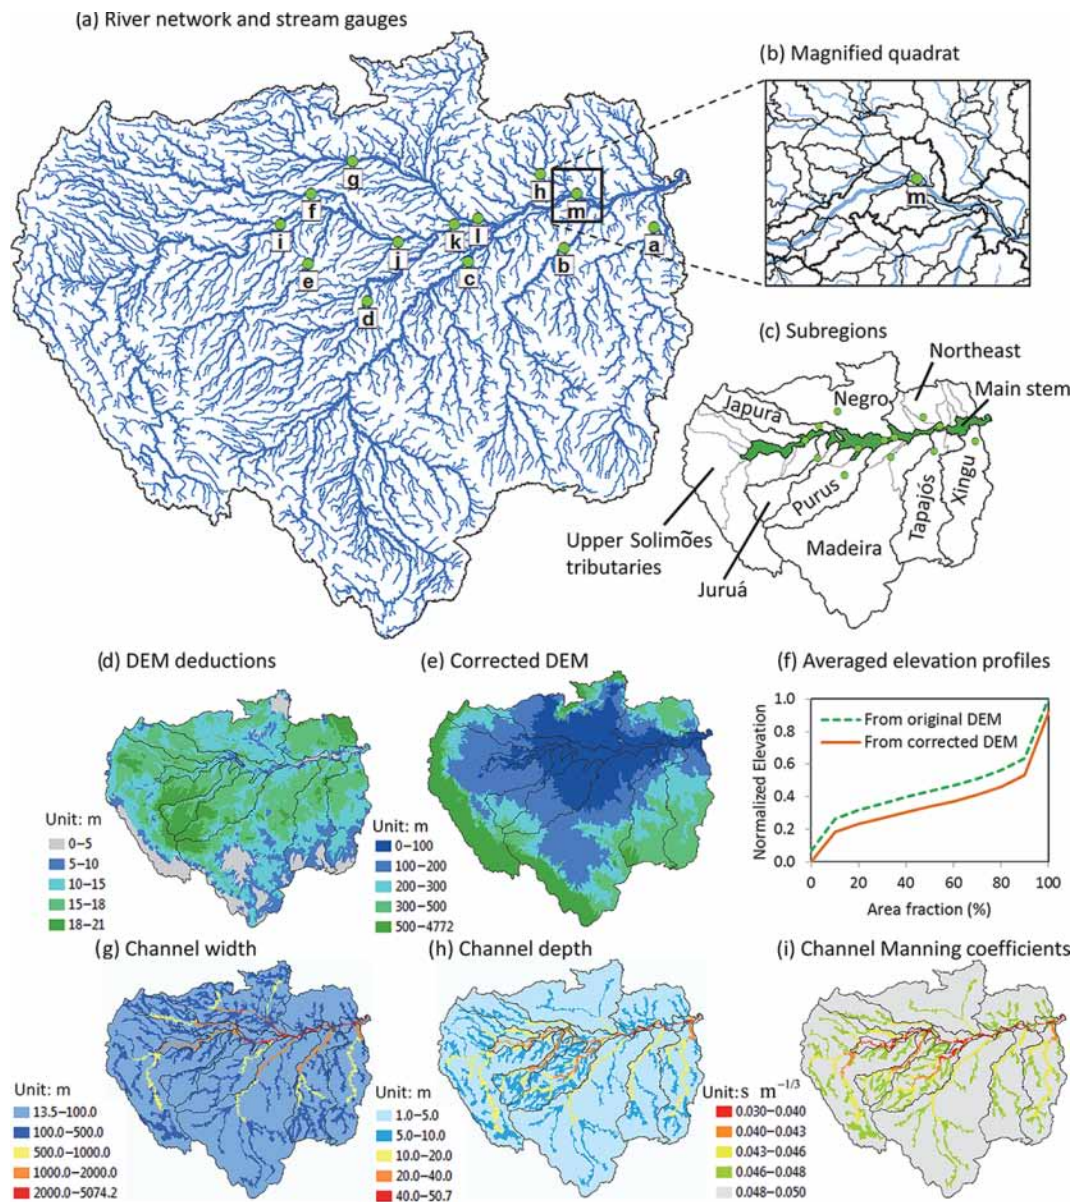 (a) River network and stream gauges
g
f
i
e
j
k
l
c
d
h
m
b
a
(b) Magnified quadrat
m
(c) Subregions
Northeast
Main stem
Negro
Japura
Purus
Tapajós
Xingu
Madeira
Upper Solimões
tributaries
Juruá
(d) DEM deductions
Unit: m
0–5
5–10
10–15
15–18
18–21
(e) Corrected DEM
Unit: m
0–100
100–200
200–300
300–500
500–4772
(f) Averaged elevation profiles
Normalized Elevation
1.0
0.8
0.6
0.4
0.2
0.0
From original DEM
From corrected DEM
0 20 40 60 80 100
Area fraction (%)
(g) Channel width
Unit: m
13.5–100.0
100.0–500.0
500.0–1000.0
1000.0–2000.0
2000.0–5074.2
(h) Channel depth
Unit: m
1.0–5.0
5.0–10.0
10.0–20.0
20.0–40.0
40.0–50.7
(i) Channel Manning coefficients
Unit: s m⁻¹/³
0.030–0.040
0.040–0.043
0.043–0.046
0.046–0.048
0.048–0.050